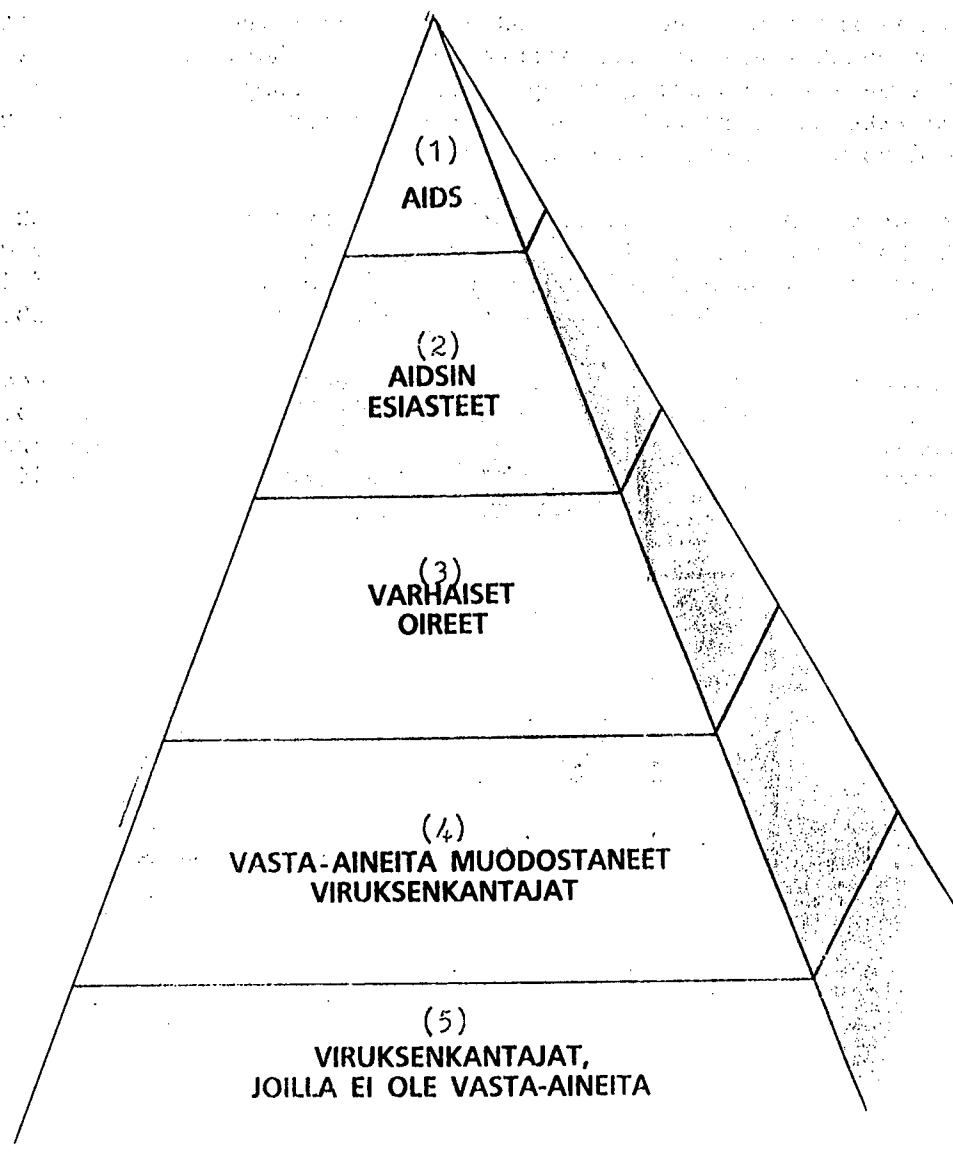 (1)
AIDS
(2)
AIDSIN
ESIASTEET
(3)
VARHAISET
OIREET
(4)
VASTA-AINEITA MUODOSTANEET
VIRUKSENKANTAJAT
(5)
VIRUKSENKANTAJAT,
JOILLA EI OLE VASTA-AINEITA